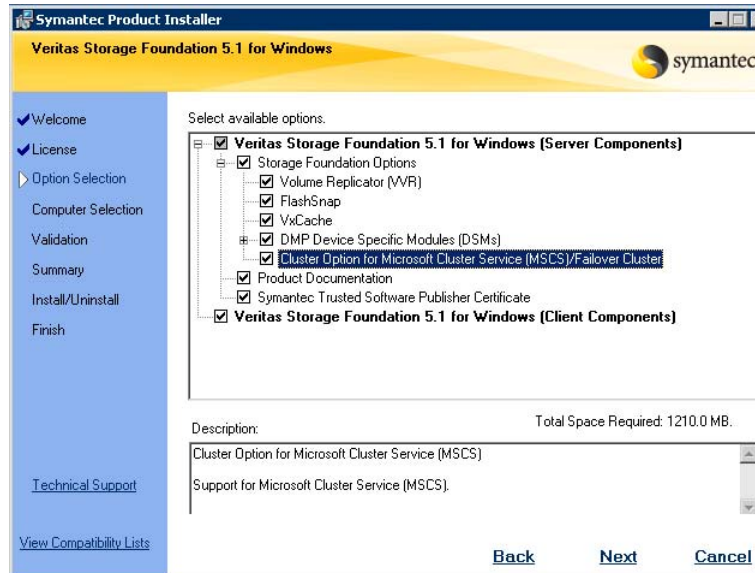 Symantec Product Installer
Veritas Storage Foundation 5.1 for Windows
symantec
Welcome
License
Option Selection
Computer Selection
Validation
Summary
Install/Uninstall
Finish
Technical Support
View Compatibility Lists
Select available options.
Veritas Storage Foundation 5.1 for Windows (Server Components)
Storage Foundation Options
Volume Replicator (VVR)
FlashSnap
VxCache
DMP Device Specific Modules (DSMs)
Cluster Option for Microsoft Cluster Service (MSCS)/Failover Cluster
Product Documentation
Symantec Trusted Software Publisher Certificate
Veritas Storage Foundation 5.1 for Windows (Client Components)
Total Space Required: 1210.0 MB.
Description:
Cluster Option for Microsoft Cluster Service (MSCS)
Support for Microsoft Cluster Service (MSCS).
Back Next Cancel